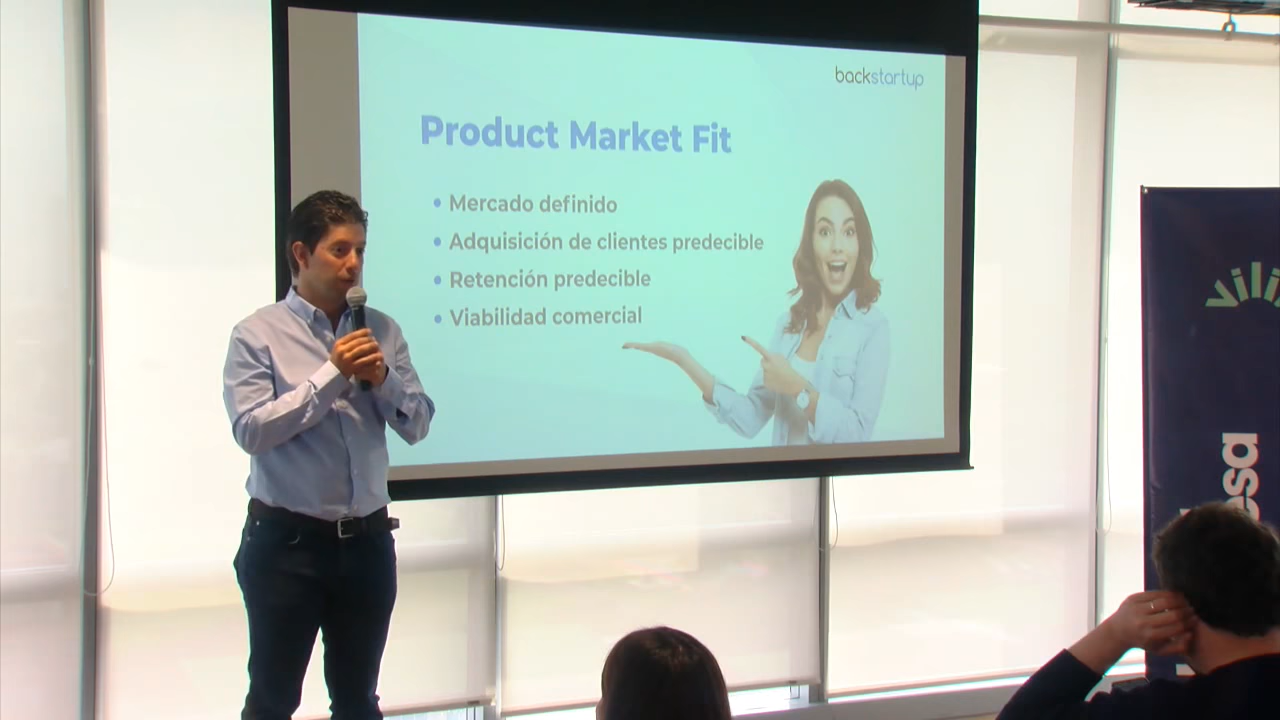 backstartup
Product Market Fit
• Mercado definido
• Adquisición de clientes predecible
• Retención predecible
• Viabilidad comercial